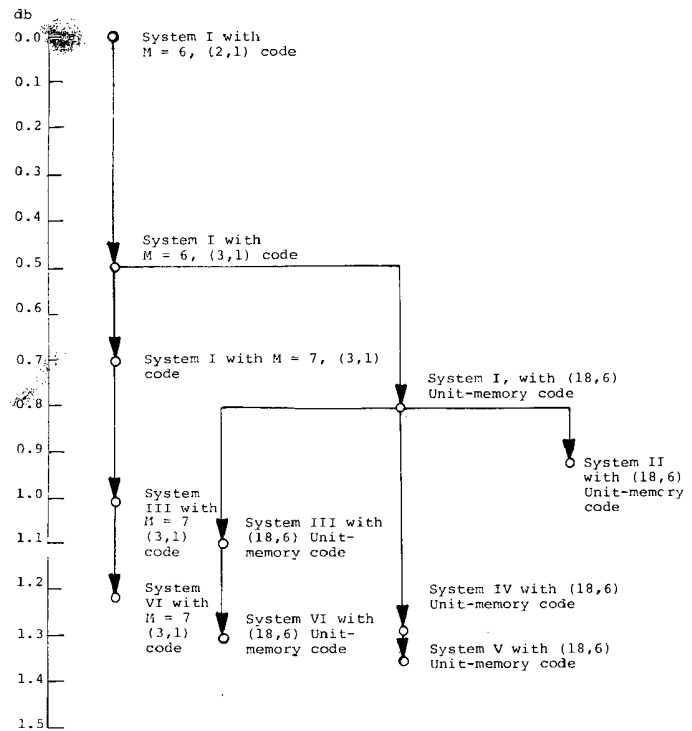 db
0.0
0.1
0.2
0.3
0.4
0.5
0.6
0.7
0.8
0.9
1.0
1.1
1.2
1.3
1.4
1.5
System I with
M = 6, (2,1) code
System I with
M = 6, (3,1) code
System I with M = 7, (3,1)
code
System I, with (18,6)
Unit-memory code
System II
with (18,6)
Unit-memory
code
System
III with
M = 7
(3,1)
code
System III with
(18,6) Unit-
memory code
System
VI with
M = 7
(3,1)
code
System VI with
(18,6) Unit-
memory code
System IV with (18,6)
Unit-memory code
System V with (18,6)
Unit-memory code